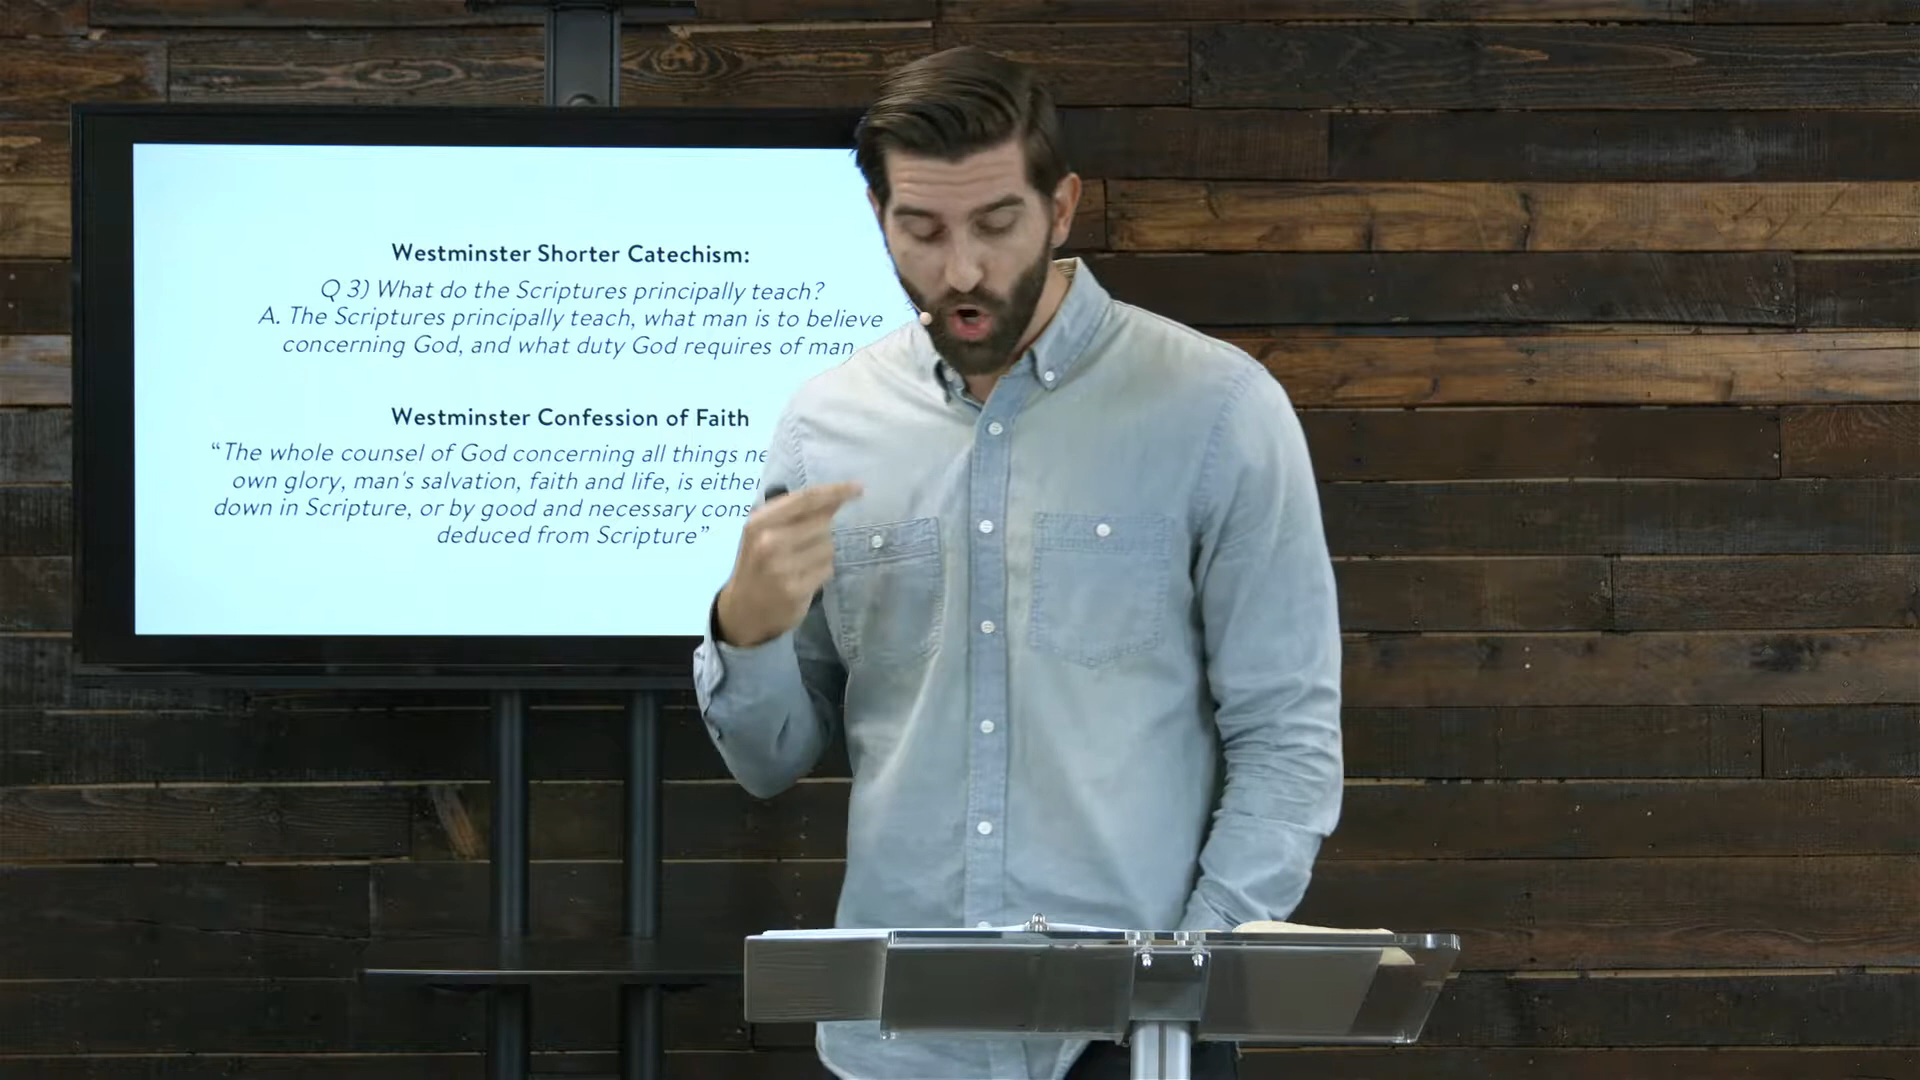 Westminster Shorter Catechism:
Q 3) What do the Scriptures principally teach?
A. The Scriptures principally teach, what man is to believe
concerning God, and what duty God requires of man
Westminster Confession of Faith
“The whole counsel of God concerning all things
own glory, man's salvation, faith and life, is either
down in Scripture, or by good and necessary
deduced from Scripture”